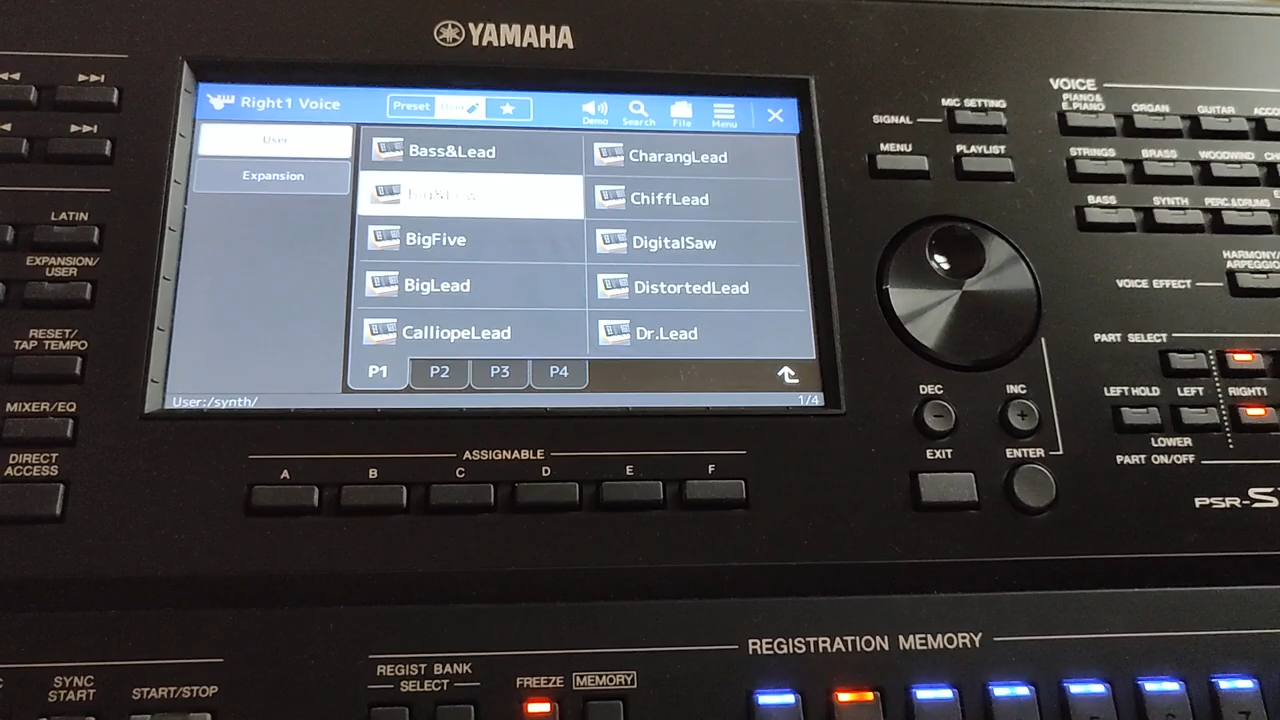 YAMAHA
Right1 Voice
Preset
Demo
Search
File
Menu
User
Expansion
Bass&Lead
CharangLead
ChiffLead
BigFive
DigitalSaw
BigLead
DistortedLead
CalliopeLead
Dr.Lead
P1
P2
P3
P4
User:/synth/
1/4
LATIN
EXPANSION/
USER
RESET/
TAP TEMPO
MIXER/EQ
DIRECT
ACCESS
ASSIGNABLE
A
B
C
D
E
F
MIC SETTING
SIGNAL
MENU
PLAYLIST
VOICE
PIANO &
E.PIANO
ORGAN
GUITAR
STRINGS
BRASS
WOODWIND
BASS
SYNTH
PERC.&DRUMS
HARMONY/
VOICE EFFECT
PART SELECT
LEFT HOLD
LEFT
RIGHT1
LOWER
PART ON/OFF
DEC
INC
-
+
EXIT
ENTER
PSR-S
REGISTRATION MEMORY
REGIST BANK
SELECT
FREEZE
MEMORY
SYNC
START
START/STOP